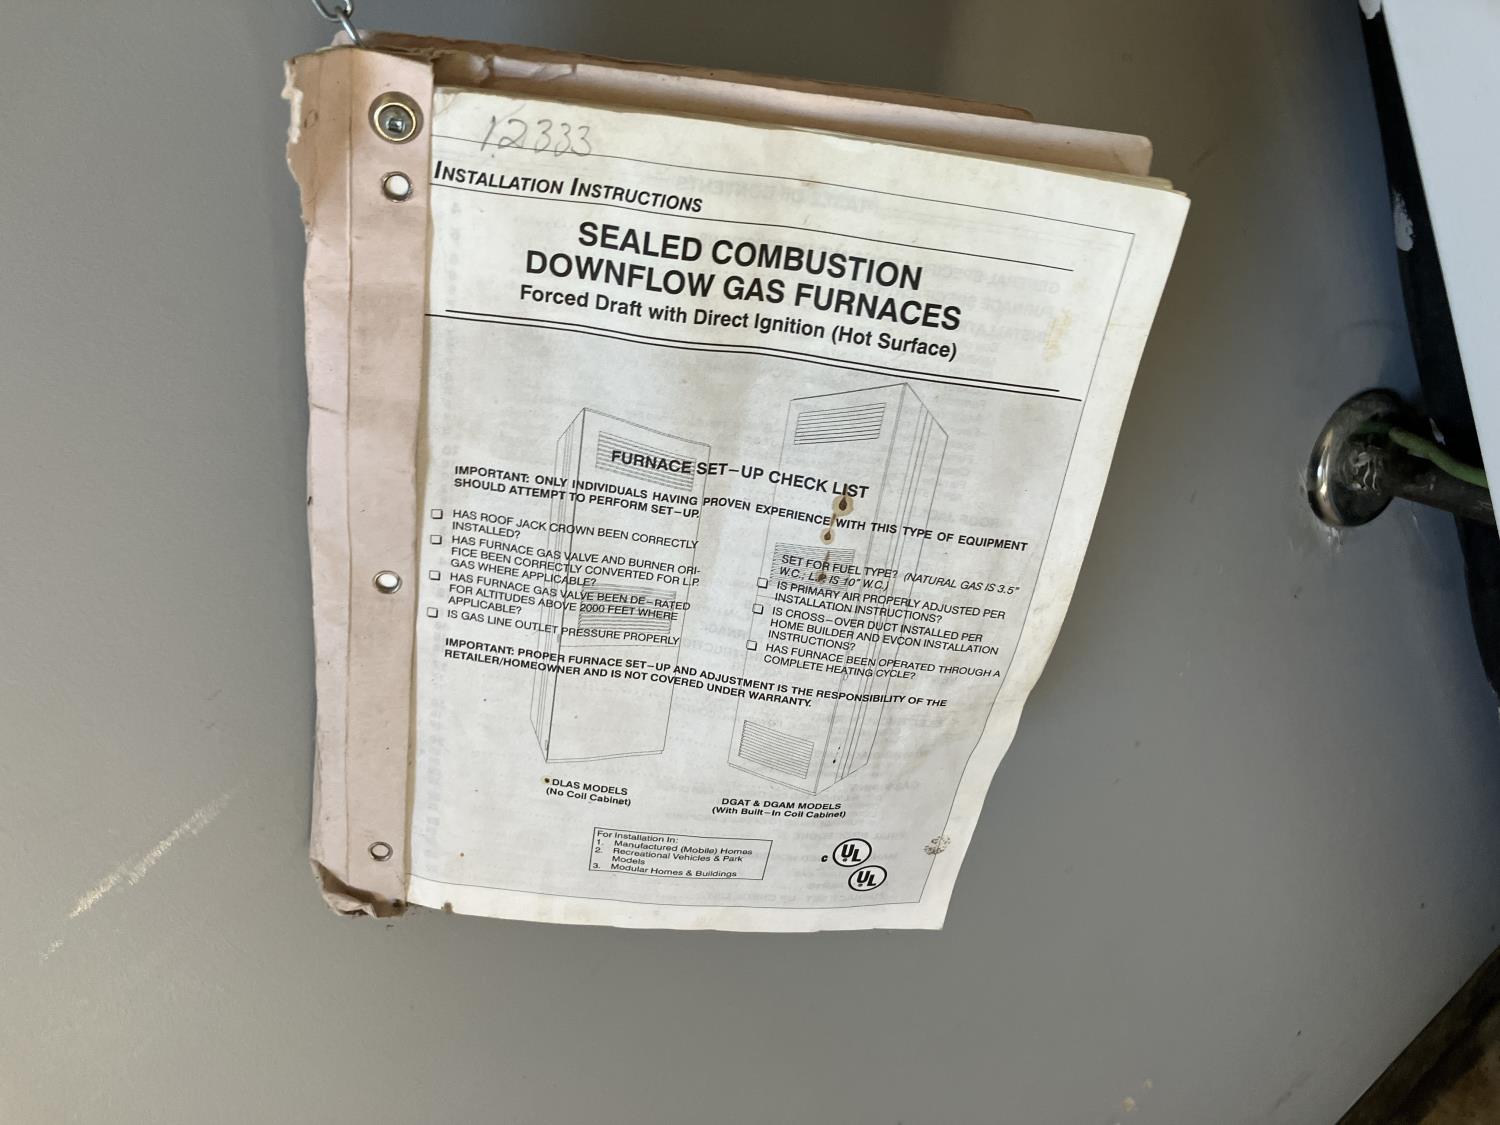 12333
INSTALLATION INSTRUCTIONS
SEALED COMBUSTION
DOWNFLOW GAS FURNACES
Forced Draft with Direct Ignition (Hot Surface)
FURNACE SET-UP CHECK LIST
IMPORTANT: ONLY INDIVIDUALS HAVING PROVEN EXPERIENCE WITH THIS TYPE OF EQUIPMENT
SHOULD ATTEMPT TO PERFORM SET-UP.
HAS ROOF JACK CROWN BEEN CORRECTLY
INSTALLED?
HAS FURNACE GAS VALVE AND BURNER ORI-
FICE BEEN CORRECTLY CONVERTED FOR L.P.
GAS WHERE APPLICABLE?
HAS FURNACE GAS VALVE BEEN DE-RATED
FOR ALTITUDES ABOVE 2000 FEET WHERE
APPLICABLE?
IS GAS LINE OUTLET PRESSURE PROPERLY
SET FOR FUEL TYPE? (NATURAL GAS IS 3.5"
W.C.; L.P. IS 10" W.C.)
IS PRIMARY AIR PROPERLY ADJUSTED PER
INSTALLATION INSTRUCTIONS?
IS CROSS-OVER DUCT INSTALLED PER
HOME BUILDER AND EVCON INSTALLATION
INSTRUCTIONS?
HAS FURNACE BEEN OPERATED THROUGH A
COMPLETE HEATING CYCLE?
IMPORTANT: PROPER FURNACE SET-UP AND ADJUSTMENT IS THE RESPONSIBILITY OF THE
RETAILER/HOMEOWNER AND IS NOT COVERED UNDER WARRANTY.
DLAS MODELS
(No Coil Cabinet)
DGAT & DGAM MODELS
(With Built-In Coil Cabinet)
For Installation In:
1. Manufactured (Mobile) Homes
2. Recreational Vehicles & Park
Models
3. Modular Homes & Buildings
c UL
UL